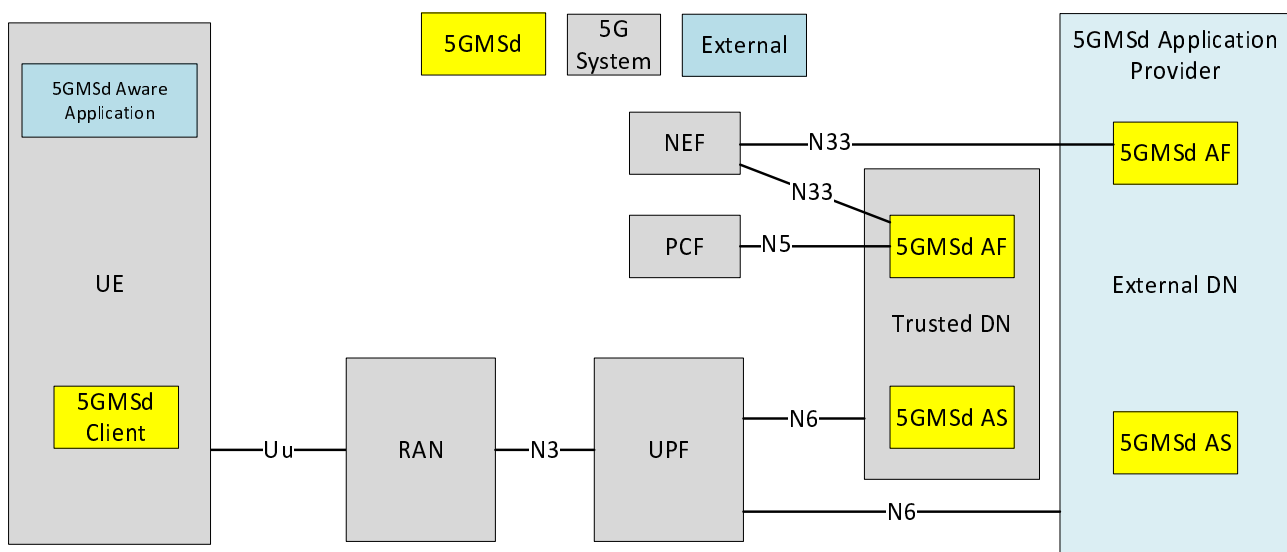 5GMSd
5G
System
External
5GMSd Application
Provider
5GMSd Aware
Application
NEF
N33
5GMSd AF
N33
PCF
N5
5GMSd AF
UE
External DN
Trusted DN
5GMSd
Client
N6
5GMSd AS
5GMSd AS
Uu
RAN
N3
UPF
N6